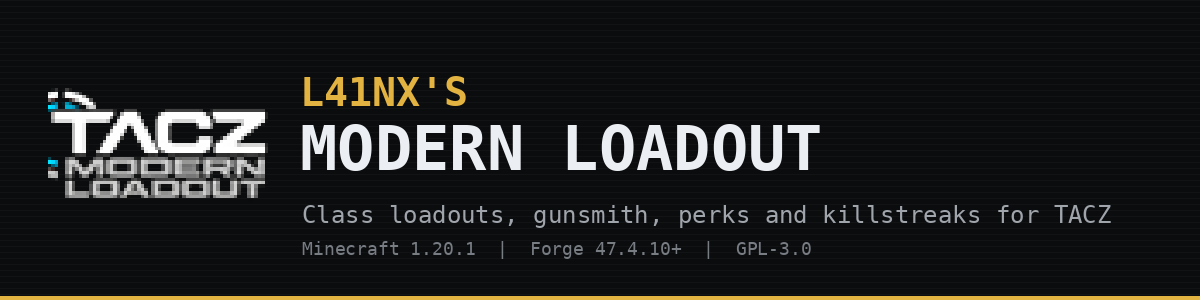 TACZ
MODERN
LOADOUT
L41NX'S
MODERN LOADOUT
Class loadouts, gunsmith, perks and killstreaks for TACZ
Minecraft 1.20.1 | Forge 47.4.10+ | GPL-3.0